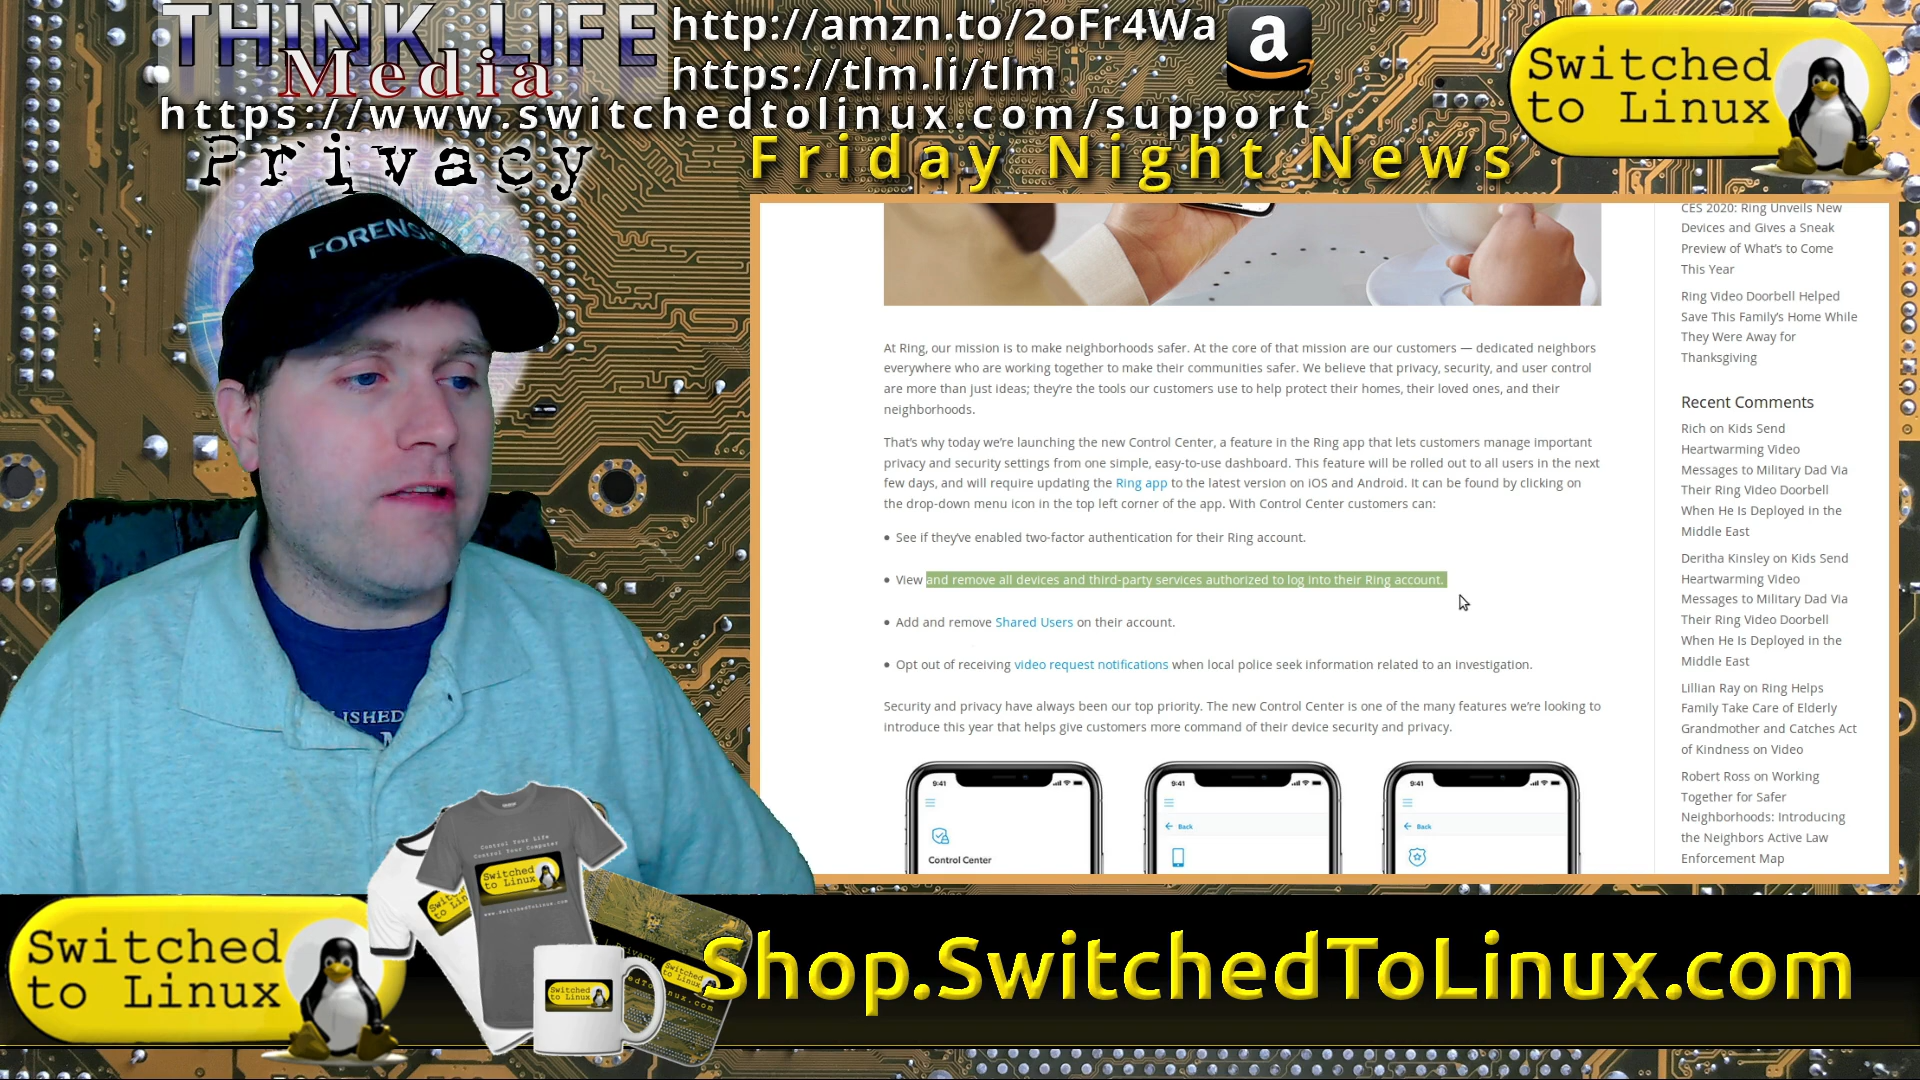 THINK LIFE
Media
http://amzn.to/2oFr4Wa
https://tlm.li/tlm
https://www.switchedtolinux.com/support
Privacy
Friday Night News
a
Switched
to Linux
FORENSI
ISHED
CES 2020: Ring Unveils New
Devices and Gives a Sneak
Preview of What's to Come
This Year
Ring Video Doorbell Helped
Save This Family's Home While
They Were Away for
Thanksgiving
At Ring, our mission is to make neighborhoods safer. At the core of that mission are our customers — dedicated neighbors
everywhere who are working together to make their communities safer. We believe that privacy, security, and user control
are more than just ideas; they're the tools our customers use to help protect their homes, their loved ones, and their
neighborhoods.
That's why today we're launching the new Control Center, a feature in the Ring app that lets customers manage important
privacy and security settings from one simple, easy-to-use dashboard. This feature will be rolled out to all users in the next
few days, and will require updating the Ring app to the latest version on iOS and Android. It can be found by clicking on
the drop-down menu icon in the top left corner of the app. With Control Center customers can:
• See if they've enabled two-factor authentication for their Ring account.
• View and remove all devices and third-party services authorized to log into their Ring account.
• Add and remove Shared Users on their account.
• Opt out of receiving video request notifications when local police seek information related to an investigation.
Security and privacy have always been our top priority. The new Control Center is one of the many features we're looking to
introduce this year that helps give customers more command of their device security and privacy.
9:41
Control Center
9:41
Back
9:41
Back
Recent Comments
Rich on Kids Send
Heartwarming Video
Messages to Military Dad Via
Their Ring Video Doorbell
When He Is Deployed in the
Middle East
Deritha Kinsley on Kids Send
Heartwarming Video
Messages to Military Dad Via
Their Ring Video Doorbell
When He Is Deployed in the
Middle East
Lillian Ray on Ring Helps
Family Take Care of Elderly
Grandmother and Catches Act
of Kindness on Video
Robert Ross on Working
Together for Safer
Neighborhoods: Introducing
the Neighbors Active Law
Enforcement Map
Switched
to Linux
Control Your Life
Control Your Computer
Switched
to Linux
www.SwitchedToLinux.com
Switched
to Linux
Shop.SwitchedToLinux.com